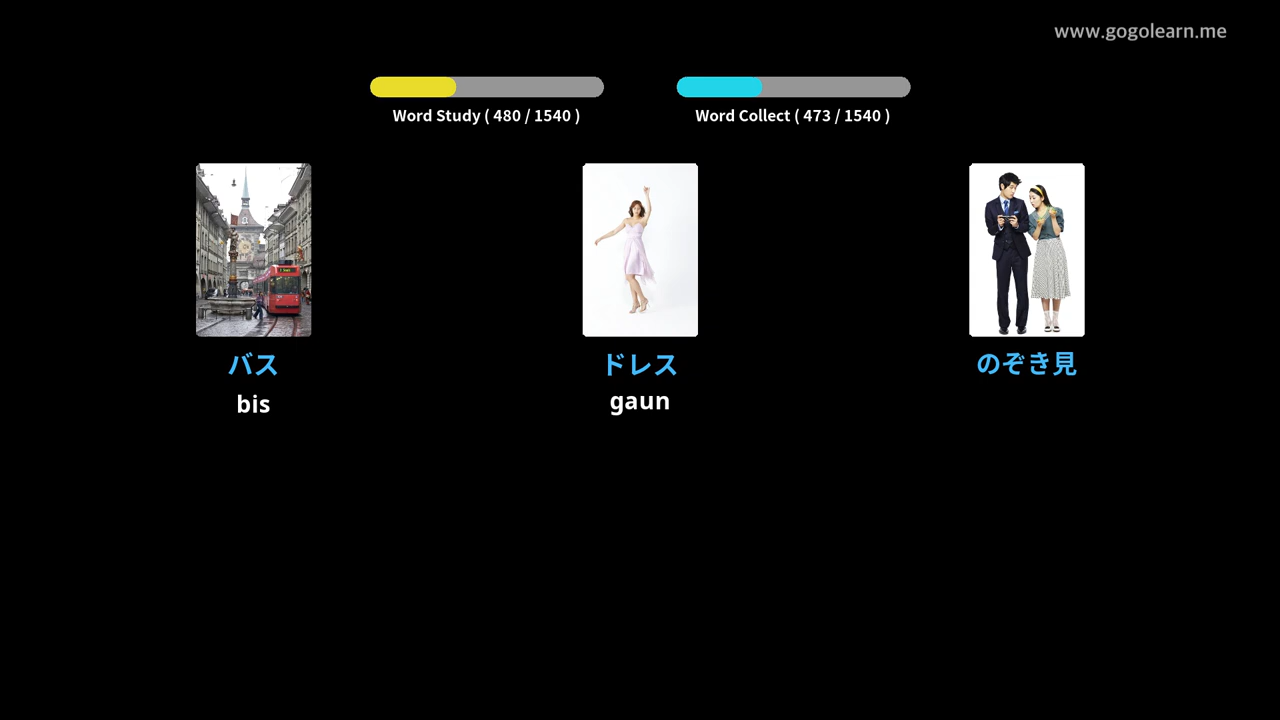 www.gogolearn.me
Word Study ( 480 / 1540 )
Word Collect ( 473 / 1540 )
バス
ドレス
のぞき見
bis
gaun